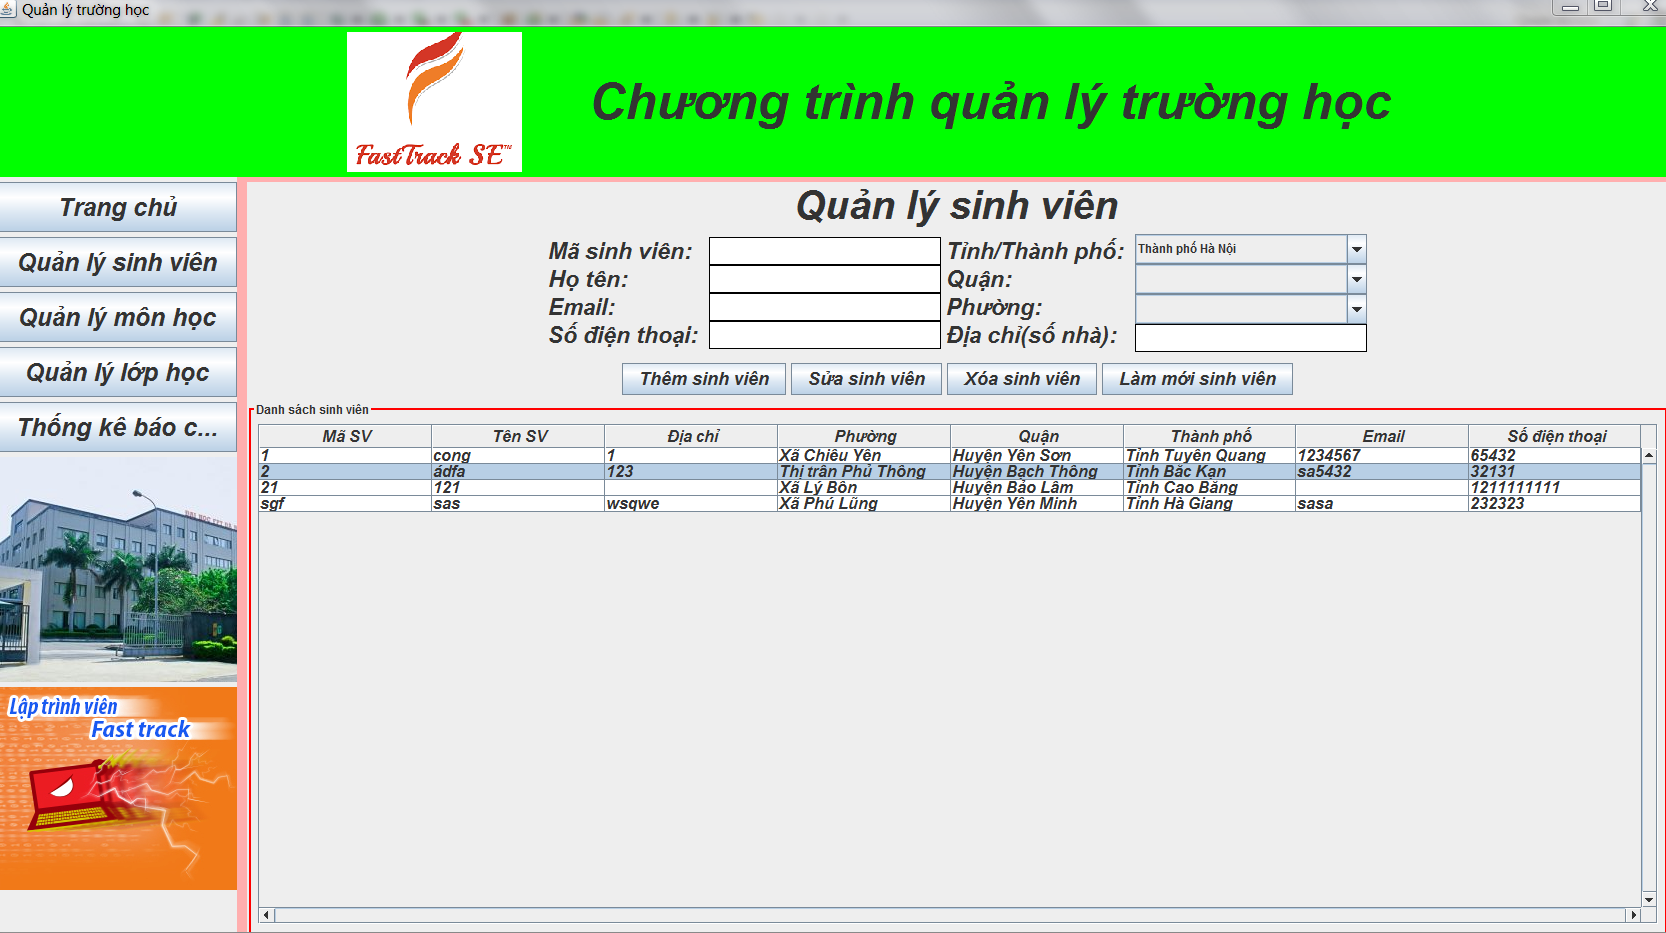 Quản lý trường học
FastTrack SE™
Chương trình quản lý trường học
Trang chủ
Quản lý sinh viên
Quản lý môn học
Quản lý lớp học
Thống kê báo c...
Lập trình viên
Fast track
Quản lý sinh viên
Mã sinh viên: Tỉnh/Thành phố: Thành phố Hà Nội
Họ tên: Quận:
Email: Phường:
Số điện thoại: Địa chỉ(số nhà):
Thêm sinh viên Sửa sinh viên Xóa sinh viên Làm mới sinh viên
Danh sách sinh viên
Mã SV Tên SV Địa chỉ Phường Quận Thành phố Email Số điện thoại
1 cong 1 Xã Chiêu Yên Huyện Yên Sơn Tỉnh Tuyên Quang 1234567 65432
2 ádfa 123 Thị trấn Phủ Thông Huyện Bạch Thông Tỉnh Bắc Kạn sa5432 32131
21 121 Xã Lý Bôn Huyện Bảo Lâm Tỉnh Cao Bằng 1211111111
sgf sas wsqwe Xã Phú Lũng Huyện Yên Minh Tỉnh Hà Giang sasa 232323